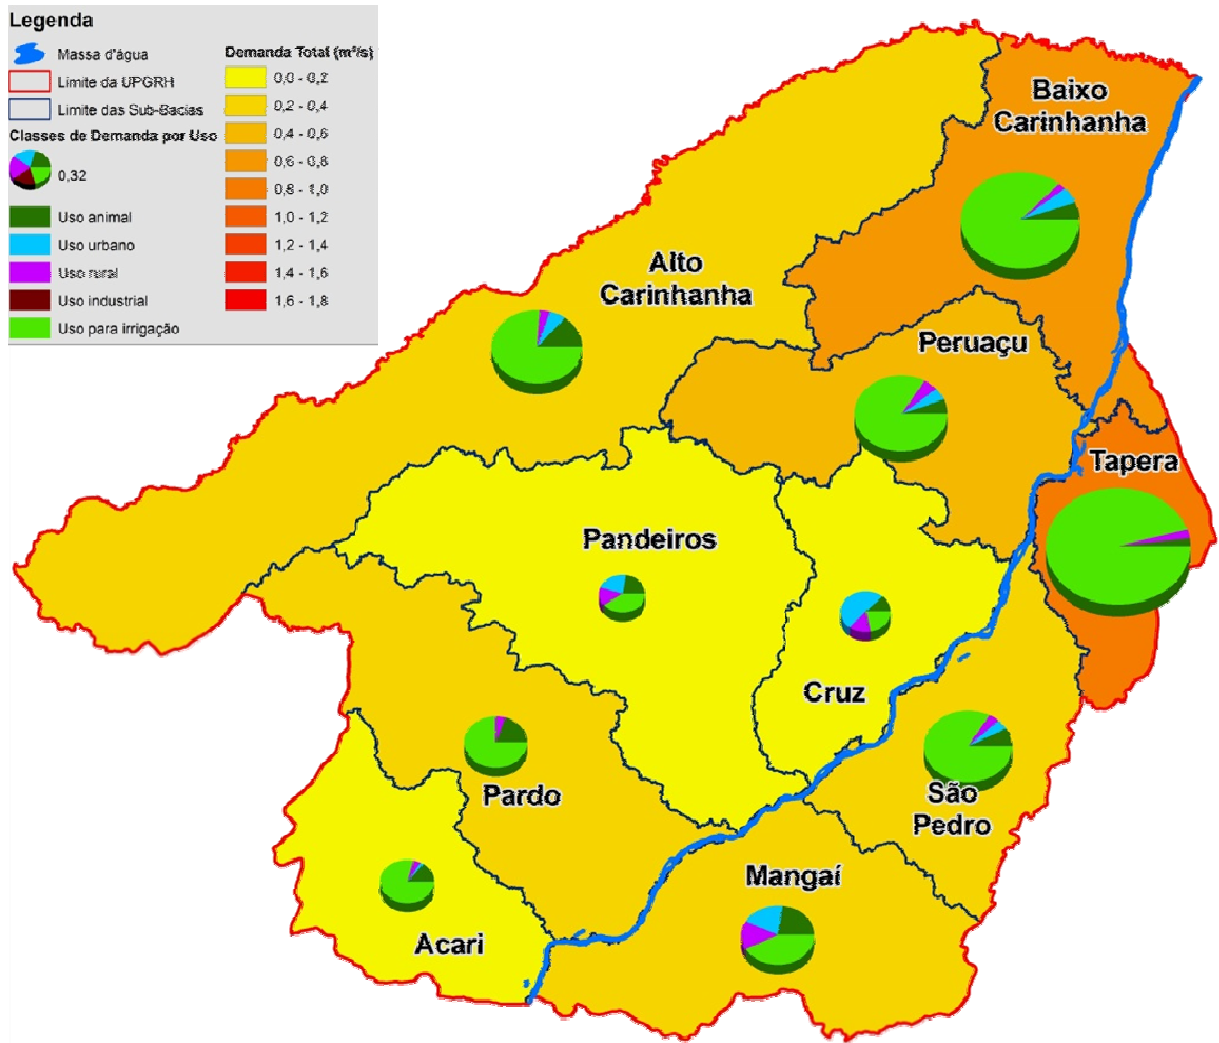 Legenda
Massa d'água
Limite da UPGRH
Limite das Sub-Bacias
Classes de Demanda por Uso
0,32
Uso animal
Uso urbano
Uso rural
Uso industrial
Uso para irrigação
Demanda Total (m³/s)
0,0 - 0,2
0,2 - 0,4
0,4 - 0,6
0,6 - 0,8
0,8 - 1,0
1,0 - 1,2
1,2 - 1,4
1,4 - 1,6
1,6 - 1,8
Baixo
Carinhanha
Alto
Carinhanha
Peruaçu
Tapera
Pandeiros
Cruz
Pardo
São
Pedro
Mangaí
Acari